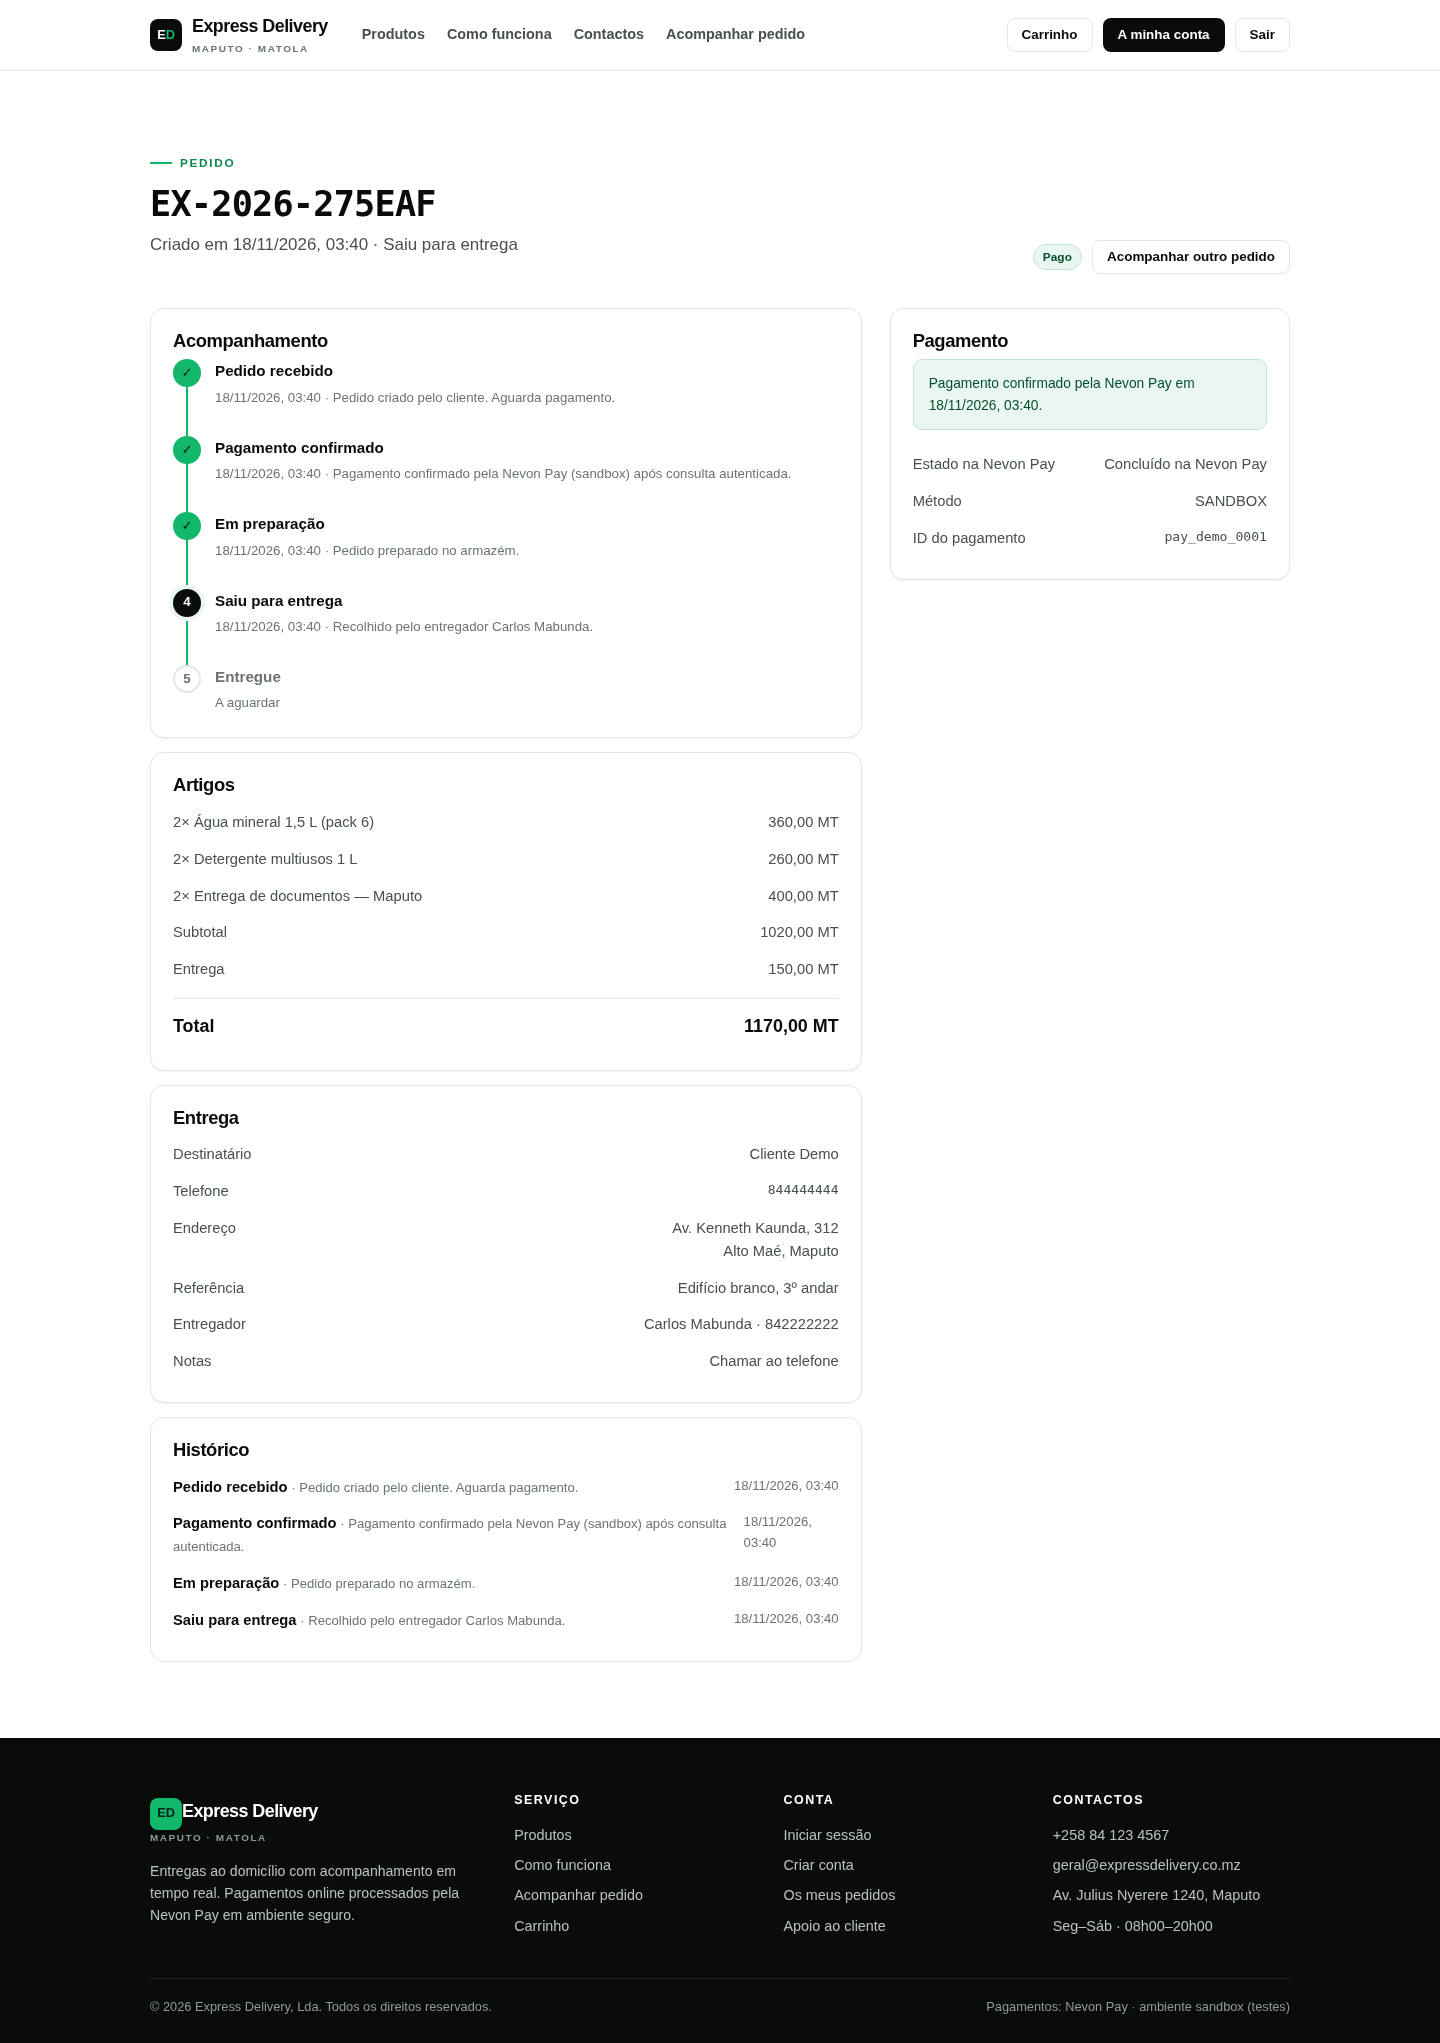 ED
Express Delivery
MAPUTO · MATOLA
Produtos
Como funciona
Contactos
Acompanhar pedido
Carrinho
A minha conta
Sair
PEDIDO
EX-2026-275EAF
Criado em 18/11/2026, 03:40 · Saiu para entrega
Pago
Acompanhar outro pedido
Acompanhamento
✓
Pedido recebido
18/11/2026, 03:40 · Pedido criado pelo cliente. Aguarda pagamento.
✓
Pagamento confirmado
18/11/2026, 03:40 · Pagamento confirmado pela Nevon Pay (sandbox) após consulta autenticada.
✓
Em preparação
18/11/2026, 03:40 · Pedido preparado no armazém.
4
Saiu para entrega
18/11/2026, 03:40 · Recolhido pelo entregador Carlos Mabunda.
5
Entregue
A aguardar
Pagamento
Pagamento confirmado pela Nevon Pay em
18/11/2026, 03:40.
Estado na Nevon Pay Concluído na Nevon Pay
Método SANDBOX
ID do pagamento pay_demo_0001
Artigos
2× Água mineral 1,5 L (pack 6) 360,00 MT
2× Detergente multiusos 1 L 260,00 MT
2× Entrega de documentos — Maputo 400,00 MT
Subtotal 1020,00 MT
Entrega 150,00 MT
Total 1170,00 MT
Entrega
Destinatário Cliente Demo
Telefone 844444444
Endereço Av. Kenneth Kaunda, 312
Alto Maé, Maputo
Referência Edifício branco, 3º andar
Entregador Carlos Mabunda · 842222222
Notas Chamar ao telefone
Histórico
Pedido recebido · Pedido criado pelo cliente. Aguarda pagamento. 18/11/2026, 03:40
Pagamento confirmado · Pagamento confirmado pela Nevon Pay (sandbox) após consulta 18/11/2026,
autenticada. 03:40
Em preparação · Pedido preparado no armazém. 18/11/2026, 03:40
Saiu para entrega · Recolhido pelo entregador Carlos Mabunda. 18/11/2026, 03:40
ED Express Delivery
MAPUTO · MATOLA
Entregas ao domicílio com acompanhamento em
tempo real. Pagamentos online processados pela
Nevon Pay em ambiente seguro.
SERVIÇO
Produtos
Como funciona
Acompanhar pedido
Carrinho
CONTA
Iniciar sessão
Criar conta
Os meus pedidos
Apoio ao cliente
CONTACTOS
+258 84 123 4567
geral@expressdelivery.co.mz
Av. Julius Nyerere 1240, Maputo
Seg–Sáb · 08h00–20h00
© 2026 Express Delivery, Lda. Todos os direitos reservados.
Pagamentos: Nevon Pay · ambiente sandbox (testes)